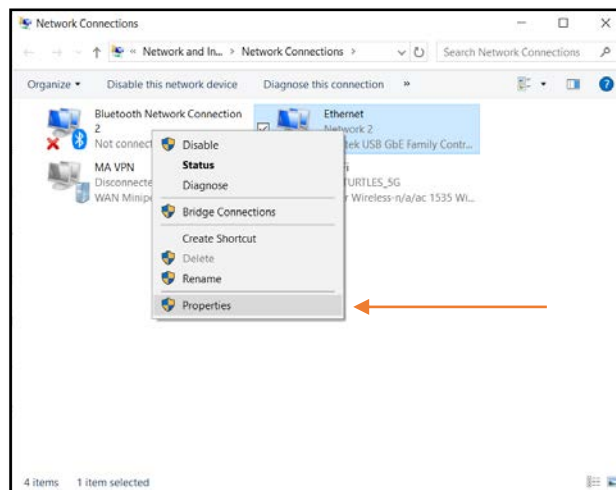 Network Connections
« Network and In... > Network Connections >
Search Network Connections
Organize
Disable this network device
Diagnose this connection
»
Bluetooth Network Connection
2
Not connect
Ethernet
Network 2
tek USB GbE Family Contr...
MA VPN
Disconnecte
WAN Minip
TURTLES_5G
r Wireless-n/a/ac 1535 Wi...
Disable
Status
Diagnose
Bridge Connections
Create Shortcut
Delete
Rename
Properties
4 items
1 item selected